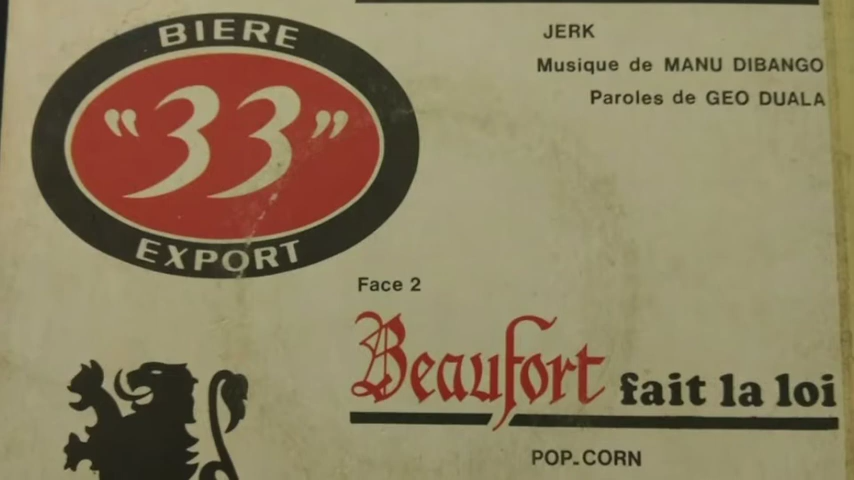 BIERE
"33"
EXPORT
JERK
Musique de MANU DIBANGO
Paroles de GEO DUALA
Face 2
Beaufort fait la loi
POP-CORN